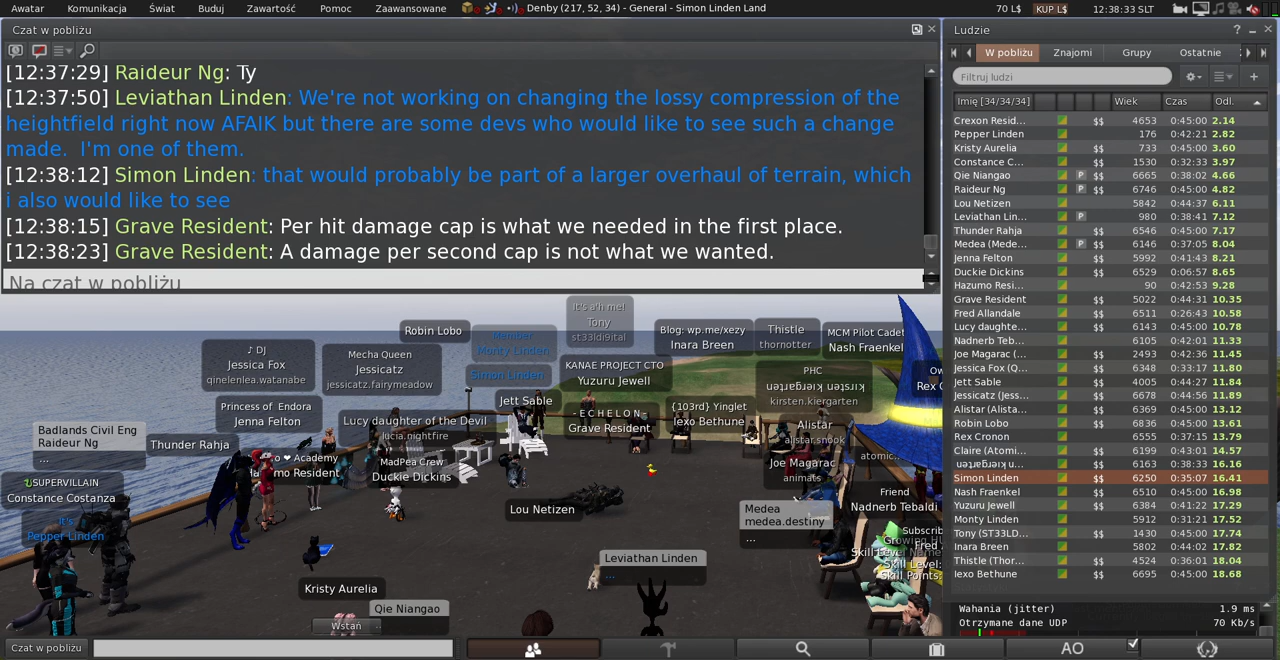 Awatar Komunikacja Świat Buduj Zawartość Pomoc Zaawansowane Denby (217, 52, 34) - General - Simon Linden Land 70 L$ KUP L$ 12:38:33 SLT
Czat w pobliżu
[12:37:29] Raideur Ng: Ty
[12:37:50] Leviathan Linden: We're not working on changing the lossy compression of the
heightfield right now AFAIK but there are some devs who would like to see such a change
made. I'm one of them.
[12:38:12] Simon Linden: that would probably be part of a larger overhaul of terrain, which
i also would like to see
[12:38:15] Grave Resident: Per hit damage cap is what we needed in the first place.
[12:38:23] Grave Resident: A damage per second cap is not what we wanted.
Na czat w pobliżu
It's a'h me!
Tony
st33ldi9ital
Robin Lobo
Member
Monty Linden
Blog: wp.me/xezy
Inara Breen
Thistle
thornotter
MCM Pilot Cadet
Nash Fraenkel
♪ DJ
Jessica Fox
qinelenlea.watanabe
Mecha Queen
Jessicatz
jessicatz.fairymeadow
Simon Linden
KANAE PROJECT CTO
Yuzuru Jewell
PHC
kirsten.kiergarten
Rex C
Princess of Endora
Jenna Felton
Jett Sable
Lucy daughter of the Devil
lucia.nightfire
- E C H E L O N -
Grave Resident
{103rd} Yinglet
Iexo Bethune
Alistar
alistar.snook
Badlands Civil Eng
Raideur Ng
...
Thunder Rahja
❤ Academy
MadPea Crew
Duckie Dickins
Joe Magarac
animats
atomic..
SUPERVILLAIN
Constance Costanza
It's
Pepper Linden
Lou Netizen
Medea
medea.destiny
...
Friend
Nadnerb Tebaldi
Leviathan Linden
...
Kristy Aurelia
Qie Niangao
...
Wstań
Skill Points:
Ludzie
W pobliżu Znajomi Grupy Ostatnie
Filtruj ludzi
Imię [34/34/34] Wiek Czas Odl.
Crexon Resid... $$ 4653 0:45:00 2.14
Pepper Linden 176 0:42:21 2.82
Kristy Aurelia $$ 733 0:45:00 3.60
Constance C... $$ 1530 0:32:33 3.97
Qie Niangao P $$ 6665 0:38:02 4.66
Raideur Ng P $$ 6746 0:45:00 4.82
Lou Netizen 5842 0:44:37 6.11
Leviathan Lin... P 980 0:38:41 7.12
Thunder Rahja $$ 6546 0:45:00 7.17
Medea (Mede... P $$ 6146 0:37:05 8.04
Jenna Felton $$ 5992 0:41:43 8.21
Duckie Dickins $$ 6529 0:06:57 8.65
Hazumo Resi... 90 0:42:53 9.28
Grave Resident $$ 5022 0:44:31 10.35
Fred Allandale $$ 6511 0:26:43 10.58
Lucy daughte... $$ 6143 0:45:00 10.78
Nadnerb Teb... $$ 6105 0:42:01 11.33
Joe Magarac (... $$ 2493 0:42:36 11.45
Jessica Fox (Q... $$ 6348 0:33:17 11.80
Jett Sable $$ 4005 0:44:27 11.84
Jessicatz (Jess... $$ 6678 0:44:56 11.89
Alistar (Alista... $$ 6369 0:45:00 13.12
Robin Lobo $$ 6836 0:45:00 13.61
Rex Cronon 6555 0:37:15 13.79
Claire (Atomi... $$ 6199 0:43:01 14.57
$$ 6163 0:38:33 16.16
Simon Linden $$ 6250 0:35:07 16.41
Nash Fraenkel $$ 6510 0:45:00 16.98
Yuzuru Jewell $$ 6384 0:41:22 17.29
Monty Linden 5912 0:31:21 17.52
Tony (ST33LD... $$ 1430 0:45:00 17.74
Inara Breen 5802 0:44:02 17.82
Thistle (Thor... $$ 4524 0:36:01 18.04
Iexo Bethune $$ 6695 0:45:00 18.68
Wahania (jitter) 1.9 ms
Otrzymane dane UDP 70 Kb/s
Czat w pobliżu AO